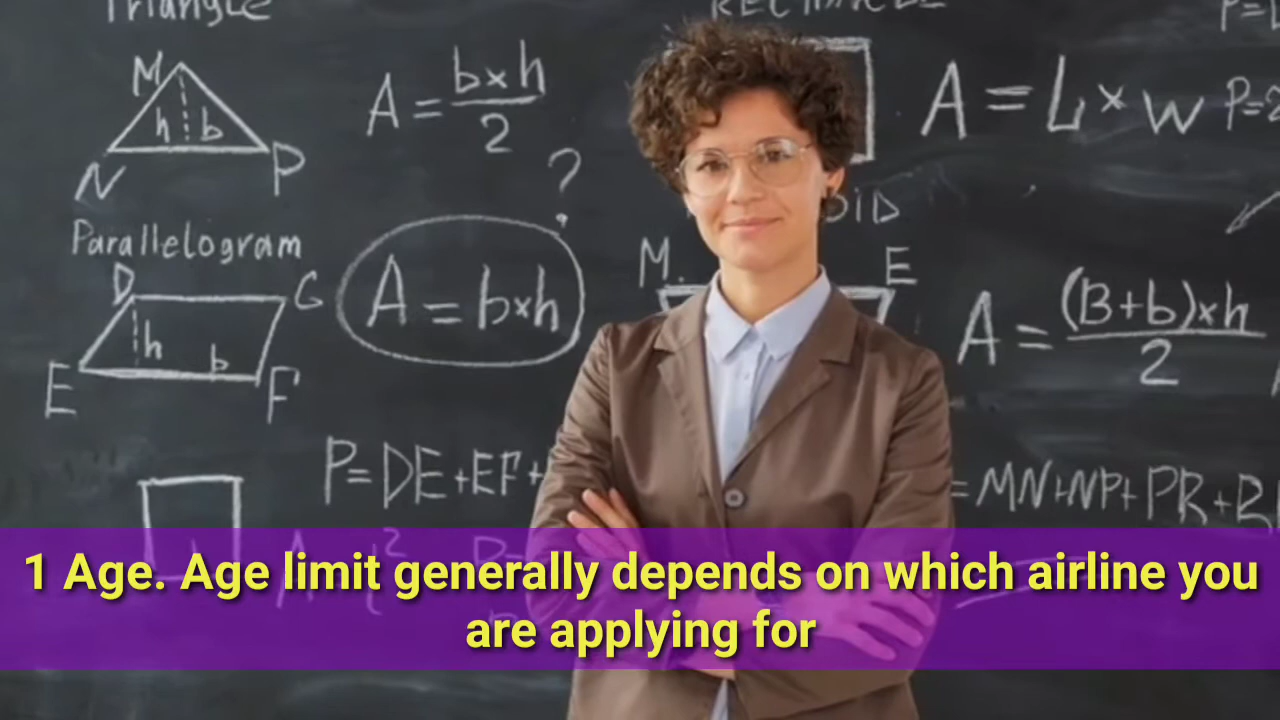 Triangle
M
h b
N P
A = b×h / 2
?
Parallelogram
D G
h
b
E F
A = b×h
P=DE+EF+
A = L × W
P=2
M E
A = (B+b)×h / 2
=MN+NP+PR+R
1 Age. Age limit generally depends on which airline you
are applying for